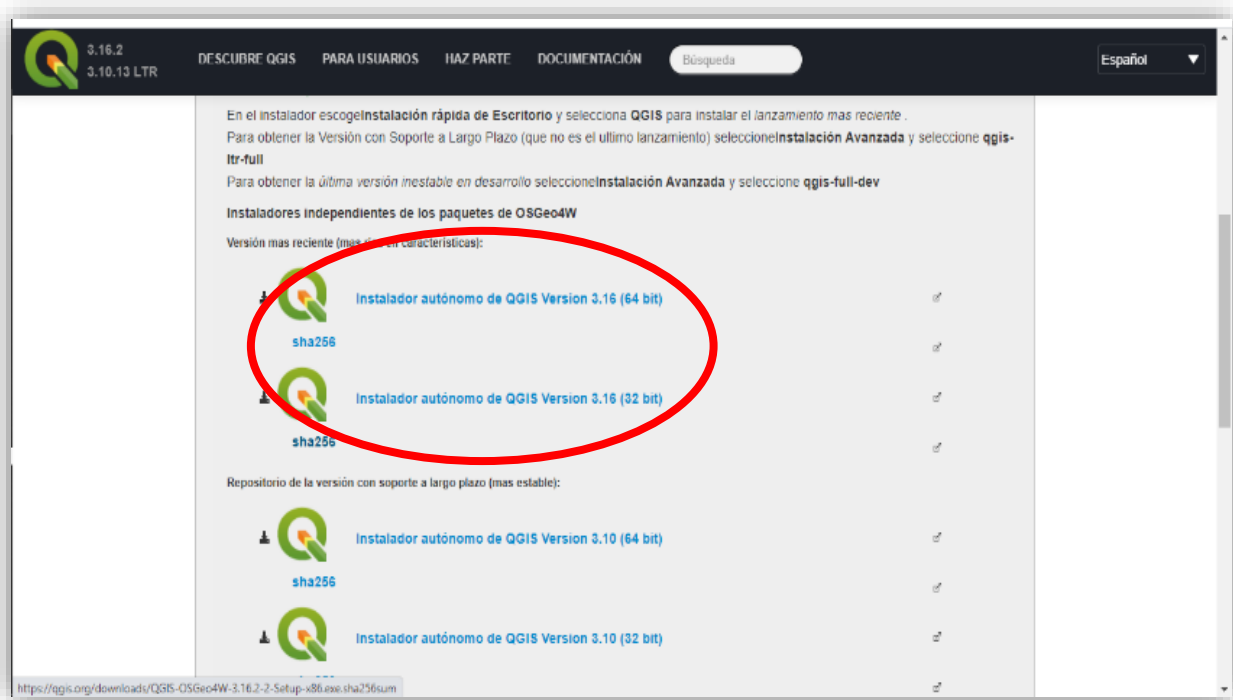 3.16.2
3.10.13 LTR
DESCUBRE QGIS PARA USUARIOS HAZ PARTE DOCUMENTACIÓN Búsqueda Español
En el instalador escogeInstalación rápida de Escritorio y selecciona QGIS para instalar el lanzamiento mas reciente .
Para obtener la Versión con Soporte a Largo Plazo (que no es el ultimo lanzamiento) seleccioneInstalación Avanzada y seleccione qgis-
ltr-full
Para obtener la última versión inestable en desarrollo seleccioneInstalación Avanzada y seleccione qgis-full-dev
Instaladores independientes de los paquetes de OSGeo4W
Versión mas reciente (mas rica en características):
Instalador autónomo de QGIS Version 3.16 (64 bit)
sha256
Instalador autónomo de QGIS Version 3.16 (32 bit)
sha256
Repositorio de la versión con soporte a largo plazo (mas estable):
Instalador autónomo de QGIS Version 3.10 (64 bit)
sha256
Instalador autónomo de QGIS Version 3.10 (32 bit)
https://qgis.org/downloads/QGIS-OSGeo4W-3.16.2-2-Setup-x86.exe.sha256sum